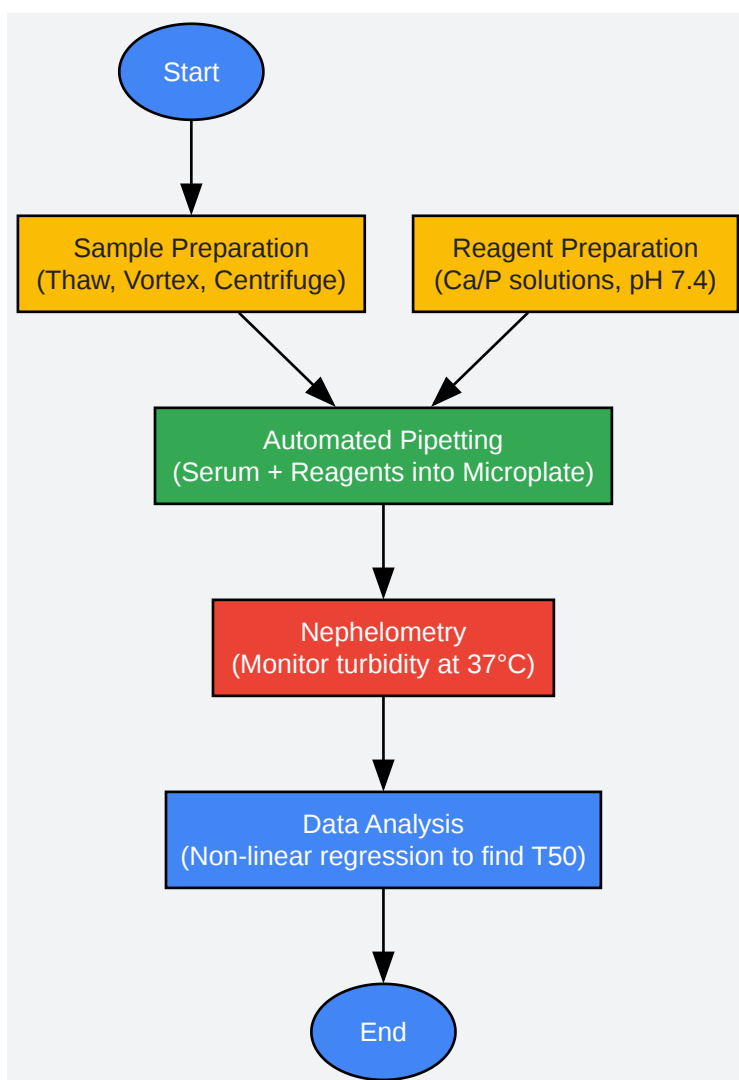 Start
Sample Preparation
(Thaw, Vortex, Centrifuge)
Reagent Preparation
(Ca/P solutions, pH 7.4)
Automated Pipetting
(Serum + Reagents into Microplate)
Nephelometry
(Monitor turbidity at 37°C)
Data Analysis
(Non-linear regression to find T50)
End